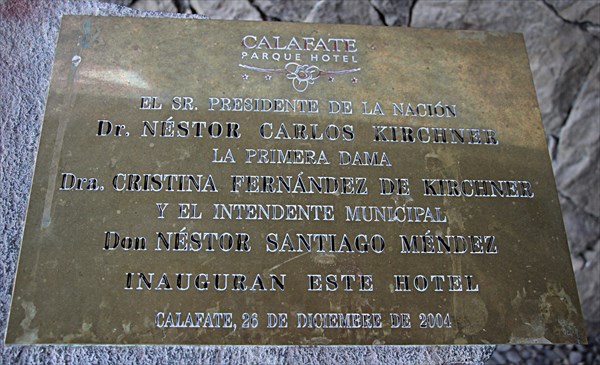 CALAFATE
PARQUE HOTEL
EL SR. PRESIDENTE DE LA NACIÓN
Dr. NÉSTOR CARLOS KIRCHNER
LA PRIMERA DAMA
Dra. CRISTINA FERNÁNDEZ DE KIRCHNER
Y EL INTENDENTE MUNICIPAL
Don NÉSTOR SANTIAGO MÉNDEZ
INAUGURAN ESTE HOTEL
CALAFATE, 26 DE DICIEMBRE DE 2004